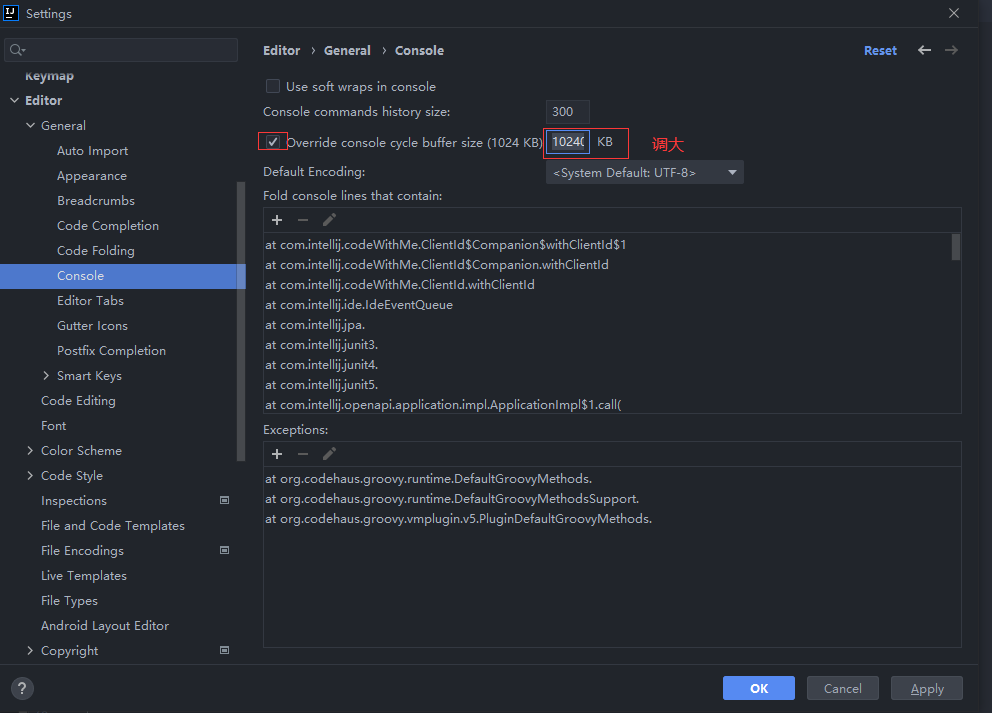 IJ Settings
Keymap
Editor
General
Auto Import
Appearance
Breadcrumbs
Code Completion
Code Folding
Console
Editor Tabs
Gutter Icons
Postfix Completion
Smart Keys
Code Editing
Font
Color Scheme
Code Style
Inspections
File and Code Templates
File Encodings
Live Templates
File Types
Android Layout Editor
Copyright
?
Editor › General › Console
Reset
Use soft wraps in console
Console commands history size: 300
Override console cycle buffer size (1024 KB) 10240 KB 调大
Default Encoding: <System Default: UTF-8>
Fold console lines that contain:
at com.intellij.codeWithMe.ClientId$Companion$withClientId$1
at com.intellij.codeWithMe.ClientId$Companion.withClientId
at com.intellij.codeWithMe.ClientId.withClientId
at com.intellij.ide.IdeEventQueue
at com.intellij.jpa.
at com.intellij.junit3.
at com.intellij.junit4.
at com.intellij.junit5.
at com.intellij.openapi.application.impl.ApplicationImpl$1.call(
Exceptions:
at org.codehaus.groovy.runtime.DefaultGroovyMethods.
at org.codehaus.groovy.runtime.DefaultGroovyMethodsSupport.
at org.codehaus.groovy.vmplugin.v5.PluginDefaultGroovyMethods.
OK Cancel Apply